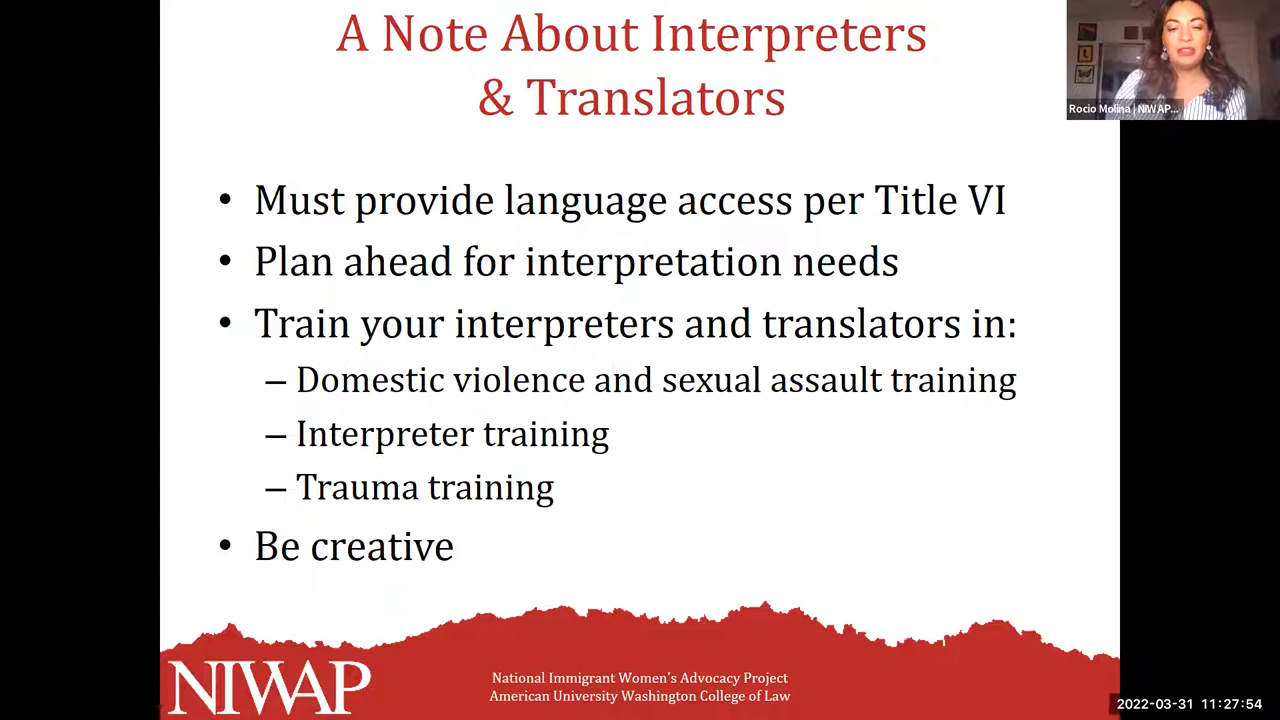 A Note About Interpreters
& Translators
Rocio Molina | NIWAP...
• Must provide language access per Title VI
• Plan ahead for interpretation needs
• Train your interpreters and translators in:
– Domestic violence and sexual assault training
– Interpreter training
– Trauma training
• Be creative
NIWAP
National Immigrant Women's Advocacy Project
American University Washington College of Law
2022-03-31 11:27:54